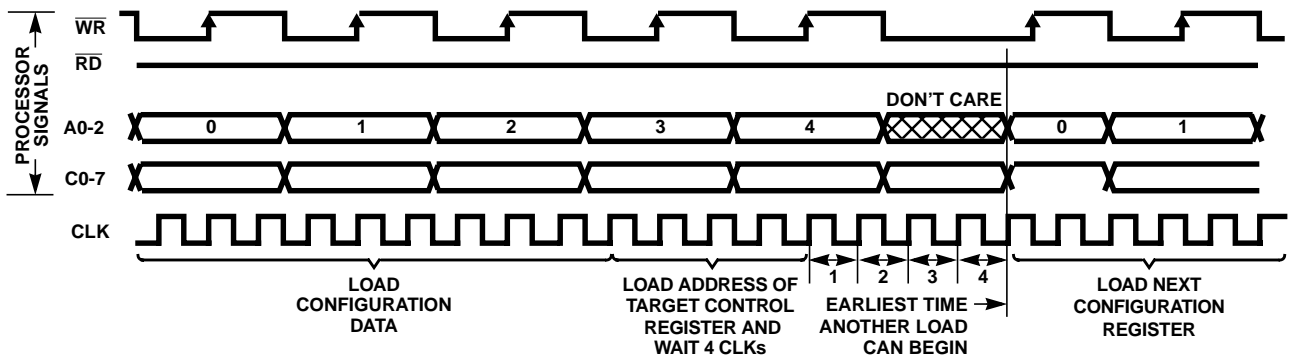 PROCESSOR
SIGNALS
WR
RD
A0-2
0
1
2
3
4
DON'T CARE
0
1
C0-7
CLK
1
2
3
4
LOAD
CONFIGURATION
DATA
LOAD ADDRESS OF
TARGET CONTROL
REGISTER AND
WAIT 4 CLKs
EARLIEST TIME
ANOTHER LOAD
CAN BEGIN
LOAD NEXT
CONFIGURATION
REGISTER